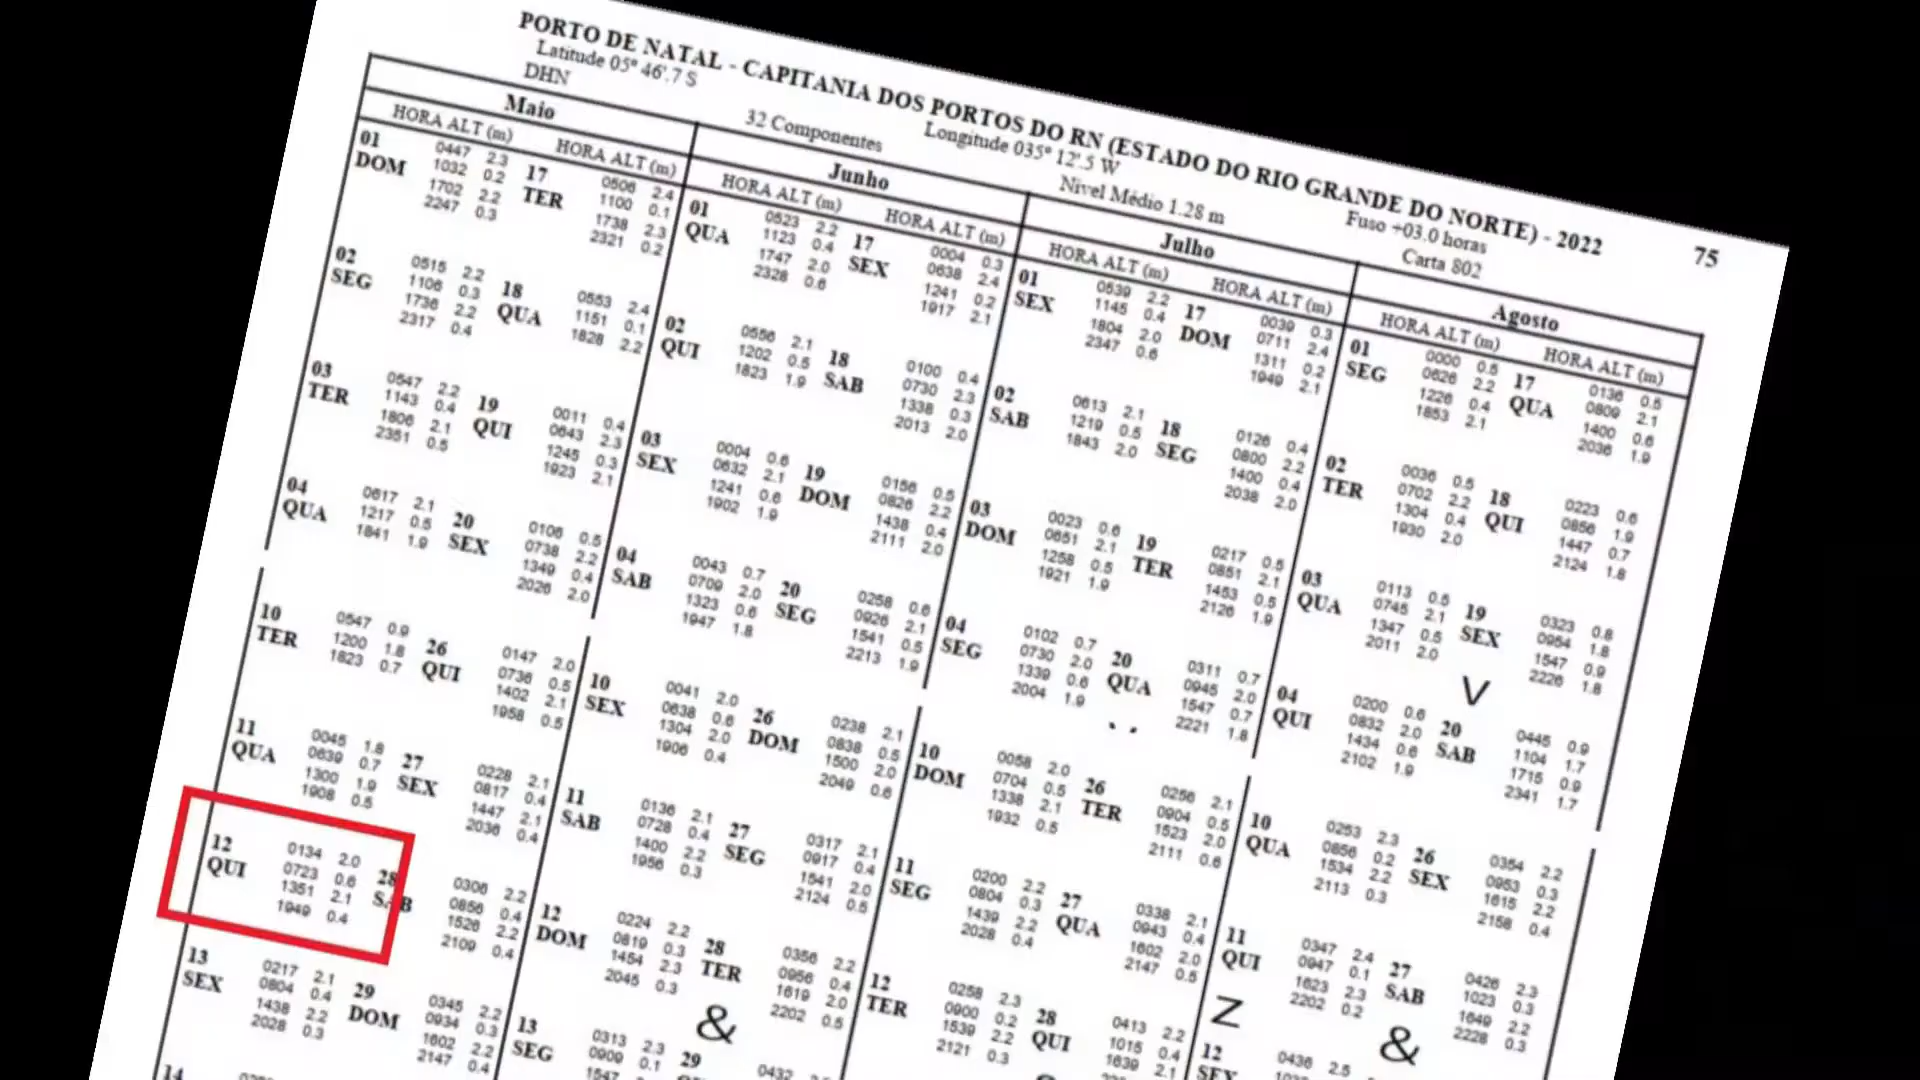 PORTO DE NATAL - CAPITANIA DOS PORTOS DO RN (ESTADO DO RIO GRANDE DO NORTE) - 2022
75
Latitude 05° 46'.7 S
Longitude 035° 12'.5 W
Fuso +03.0 horas
DHN
32 Componentes
Nível Médio 1.28 m
Carta 802
Maio
HORA ALT (m)
HORA ALT (m)
01 DOM
0447 2.3
1032 0.2
1702 2.2
2247 0.3
02 SEG
0515 2.2
1106 0.3
1736 2.2
2317 0.4
03 TER
0547 2.2
1143 0.4
1806 2.1
2351 0.5
04 QUA
0617 2.1
1217 0.5
1841 1.9
10 TER
0547 0.9
1200 1.8
1823 0.7
11 QUA
0045 1.8
0639 0.7
1300 1.9
1908 0.5
12 QUI
0134 2.0
0723 0.6
1351 2.1
1949 0.4
13 SEX
0217 2.1
0804 0.4
1438 2.2
2028 0.3
14
17 TER
0506 2.4
1100 0.1
1738 2.3
2321 0.2
18 QUA
0553 2.4
1151 0.1
1828 2.2
19 QUI
0011 0.4
0643 2.3
1245 0.3
1923 2.1
20 SEX
0106 0.5
0738 2.2
1349 0.4
2026 2.0
26 QUI
0147 2.0
0736 0.5
1402 2.1
1958 0.5
27 SEX
0228 2.1
0817 0.4
1447 2.1
2036 0.4
28 SAB
0306 2.2
0856 0.4
1526 2.2
2109 0.4
29 DOM
0345 2.2
0934 0.3
1602 2.2
2147 0.4
Junho
HORA ALT (m)
HORA ALT (m)
01 QUA
0523 2.2
1123 0.4
1747 2.0
2328 0.6
02 QUI
0556 2.1
1202 0.5
1823 1.9
03 SEX
0004 0.6
0632 2.1
1241 0.6
1902 1.9
04 SAB
0043 0.7
0709 2.0
1323 0.6
1947 1.8
10 SEX
0041 2.0
0638 0.6
1304 2.0
1906 0.4
11 SAB
0136 2.1
0728 0.4
1400 2.2
1956 0.3
12 DOM
0224 2.2
0819 0.3
1454 2.3
2045 0.3
13 SEG
0313 2.3
0909 0.1
1547
17 SEX
0004 0.3
0638 2.4
1241 0.2
1917 2.1
18 SAB
0100 0.4
0730 2.3
1338 0.3
2013 2.0
19 DOM
0156 0.5
0826 2.2
1438 0.4
2111 2.0
20 SEG
0258 0.6
0926 2.1
1541 0.5
2213 1.9
26 DOM
0238 2.1
0838 0.5
1500 2.0
2049 0.6
27 SEG
0317 2.1
0917 0.4
1541 2.0
2124 0.5
28 TER
0356 2.2
0956 0.4
1619 2.0
2202 0.5
&
29
0432
Julho
HORA ALT (m)
HORA ALT (m)
01 SEX
0539 2.2
1145 0.4
1804 2.0
2347 0.6
02 SAB
0613 2.1
1219 0.5
1843 2.0
03 DOM
0023 0.6
0651 2.1
1258 0.5
1921 1.9
04 SEG
0102 0.7
0730 2.0
1339 0.6
2004 1.9
10 DOM
0058 2.0
0704 0.5
1338 2.1
1932 0.5
11 SEG
0200 2.2
0804 0.3
1439 2.2
2028 0.4
12 TER
0258 2.3
0900 0.2
1539 2.2
2121 0.3
17 DOM
0039 0.3
0711 2.4
1311 0.2
1949 2.1
18 SEG
0126 0.4
0800 2.2
1400 0.4
2038 2.0
19 TER
0217 0.5
0851 2.1
1453 0.5
2126 1.9
20 QUA
0311 0.7
0945 2.0
1547 0.7
2221 1.8
26 TER
0256 2.1
0904 0.5
1523 2.0
2111 0.6
27 QUA
0338 2.1
0943 0.4
1602 2.0
2147 0.5
28 QUI
0413 2.2
1015 0.4
1639 2.1
Agosto
HORA ALT (m)
HORA ALT (m)
01 SEG
0000 0.5
0626 2.2
1226 0.4
1853 2.1
02 TER
0036 0.5
0702 2.2
1304 0.4
1930 2.0
03 QUA
0113 0.5
0745 2.1
1347 0.5
2011 2.0
V
04 QUI
0200 0.6
0832 2.0
1434 0.6
2102 1.9
10 QUA
0253 2.3
0856 0.2
1534 2.2
2113 0.3
11 QUI
0347 2.4
0947 0.1
1623 2.3
2202 0.2
Z
12 SEX
0436 2.5
17 QUA
0136 0.5
0809 2.1
1400 0.6
2036 1.9
18 QUI
0223 0.6
0856 1.9
1447 0.7
2124 1.8
19 SEX
0323 0.8
0954 1.8
1547 0.9
2226 1.8
20 SAB
0445 0.9
1104 1.7
1715 0.9
2341 1.7
26 SEX
0354 2.2
0953 0.3
1615 2.2
2158 0.4
27 SAB
0426 2.3
1023 0.3
1649 2.2
2228 0.3
&